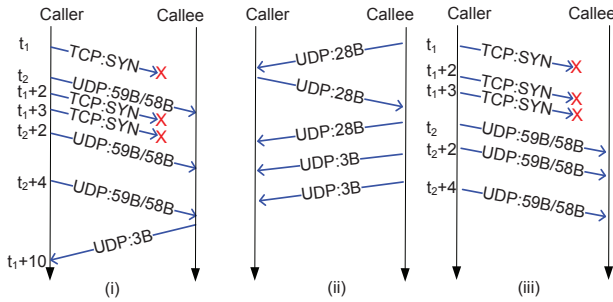 Caller
Callee
t1
TCP:SYN
X
t2
UDP:59B/58B
t1+2
TCP:SYN
X
t1+3
TCP:SYN
X
t2+2
UDP:59B/58B
t2+4
UDP:59B/58B
UDP:3B
t1+10
(i)
Caller
Callee
UDP:28B
UDP:28B
UDP:28B
UDP:3B
UDP:3B
(ii)
Caller
Callee
t1
TCP:SYN
X
t1+2
TCP:SYN
X
t1+3
TCP:SYN
X
t2
UDP:59B/58B
t2+2
UDP:59B/58B
t2+4
UDP:59B/58B
(iii)